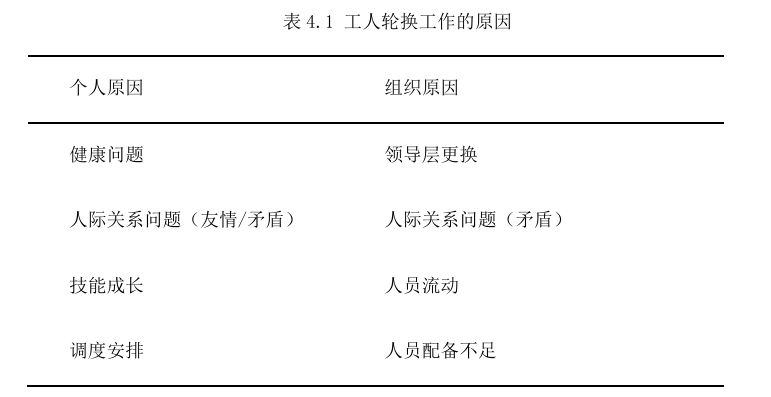 表 4.1 工人轮换工作的原因
个人原因 组织原因
健康问题 领导层更换
人际关系问题（友情/矛盾） 人际关系问题（矛盾）
技能成长 人员流动
调度安排 人员配备不足